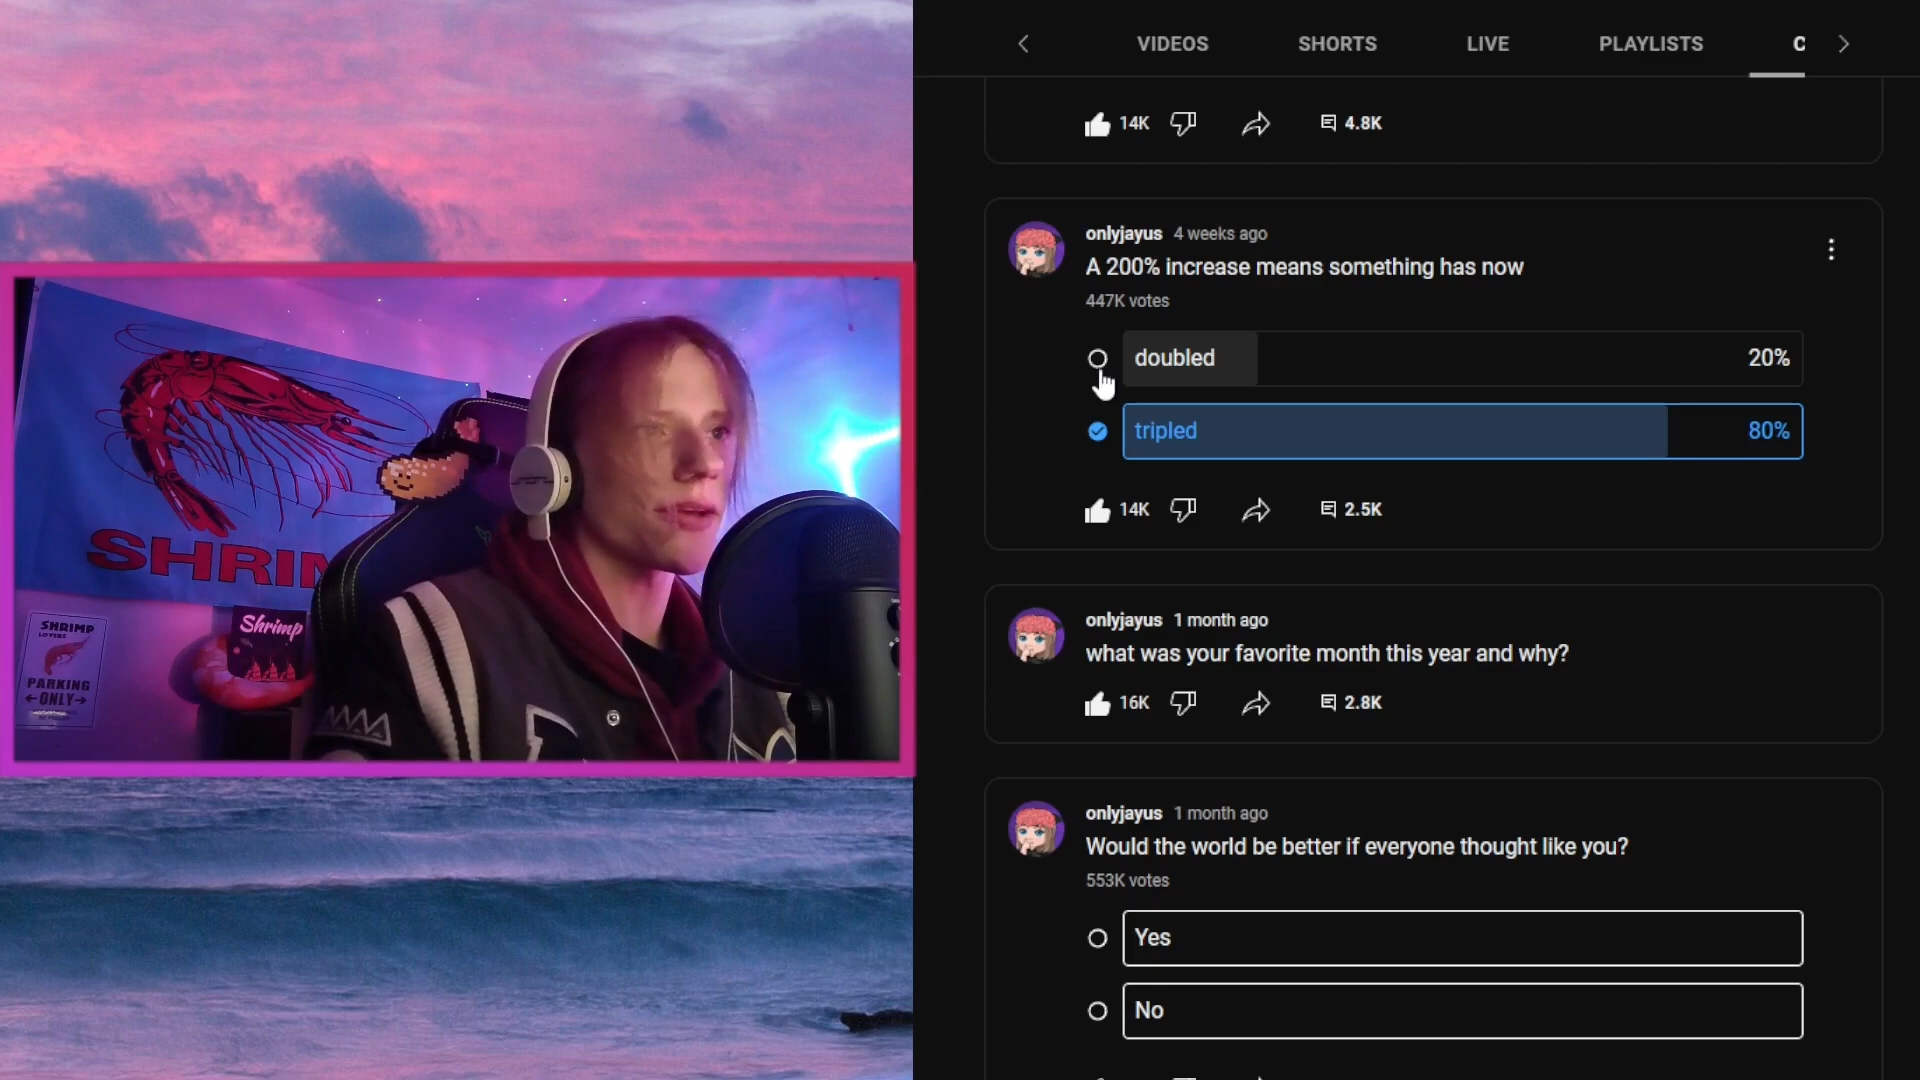 VIDEOS
SHORTS
LIVE
PLAYLISTS
C
14K
4.8K
onlyjayus 4 weeks ago
A 200% increase means something has now
447K votes
doubled 20%
tripled 80%
14K
2.5K
onlyjayus 1 month ago
what was your favorite month this year and why?
16K
2.8K
onlyjayus 1 month ago
Would the world be better if everyone thought like you?
553K votes
Yes
No
SHRIM
SHRIMP
LOVERS
PARKING
ONLY
Shrimp